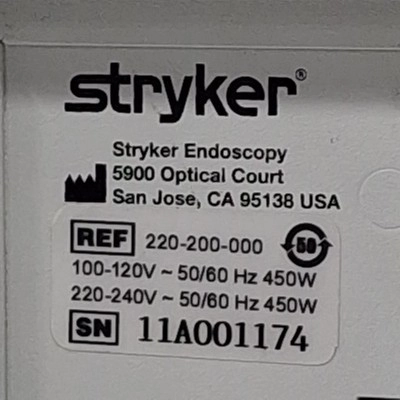 stryker®
Stryker Endoscopy
5900 Optical Court
San Jose, CA 95138 USA
REF 220-200-000 50
100-120V ~ 50/60 Hz 450W
220-240V ~ 50/60 Hz 450W
SN 11A001174